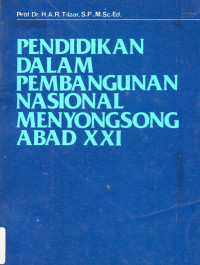 Prof. Dr. H.A.R. Tilaar, S.P., M.Sc.Ed.
PENDIDIKAN
DALAM
PEMBANGUNAN
NASIONAL
MENYONGSONG
ABAD XXI